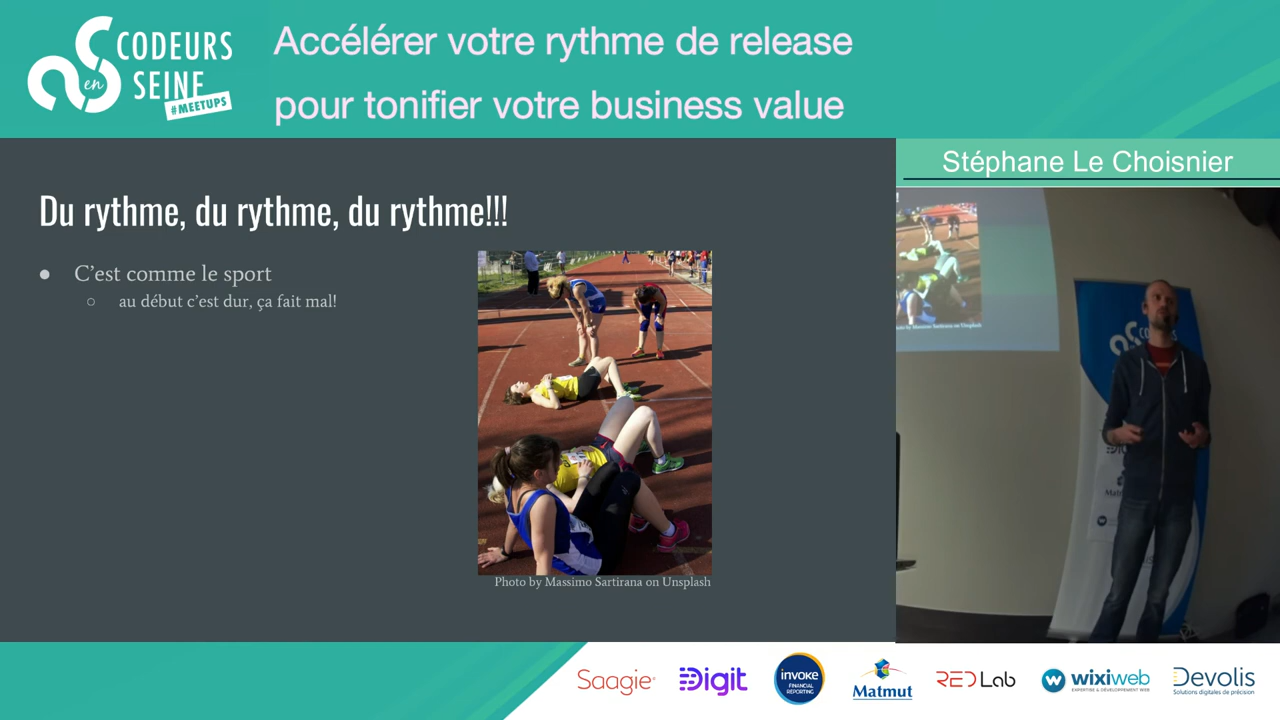 CODEURS
en
SEINE
#MEETUPS
Accélérer votre rythme de release
pour tonifier votre business value
Stéphane Le Choisnier
Du rythme, du rythme, du rythme!!!
● C’est comme le sport
○ au début c’est dur, ça fait mal!
Photo by Massimo Sartirana on Unsplash
Saagie
Digit
invoke
FINANCIAL
REPORTING
Matmut
RED Lab
wixiweb
EXPERTISE & DÉVELOPPEMENT WEB
Devolis
Solutions digitales de précision